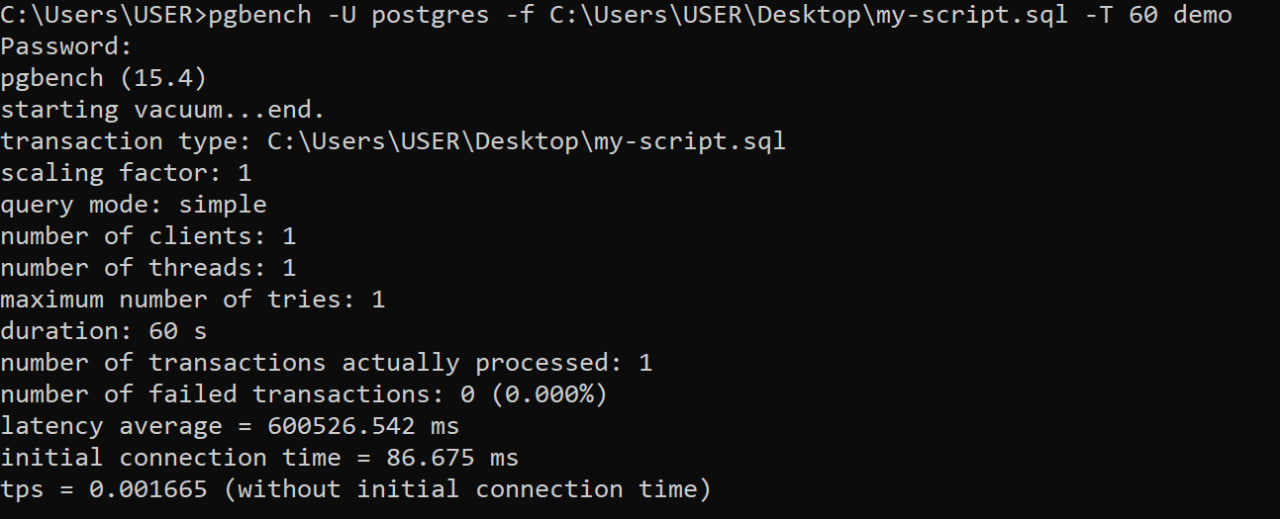 C:\Users\USER>pgbench -U postgres -f C:\Users\USER\Desktop\my-script.sql -T 60 demo
Password:
pgbench (15.4)
starting vacuum...end.
transaction type: C:\Users\USER\Desktop\my-script.sql
scaling factor: 1
query mode: simple
number of clients: 1
number of threads: 1
maximum number of tries: 1
duration: 60 s
number of transactions actually processed: 1
number of failed transactions: 0 (0.000%)
latency average = 600526.542 ms
initial connection time = 86.675 ms
tps = 0.001665 (without initial connection time)